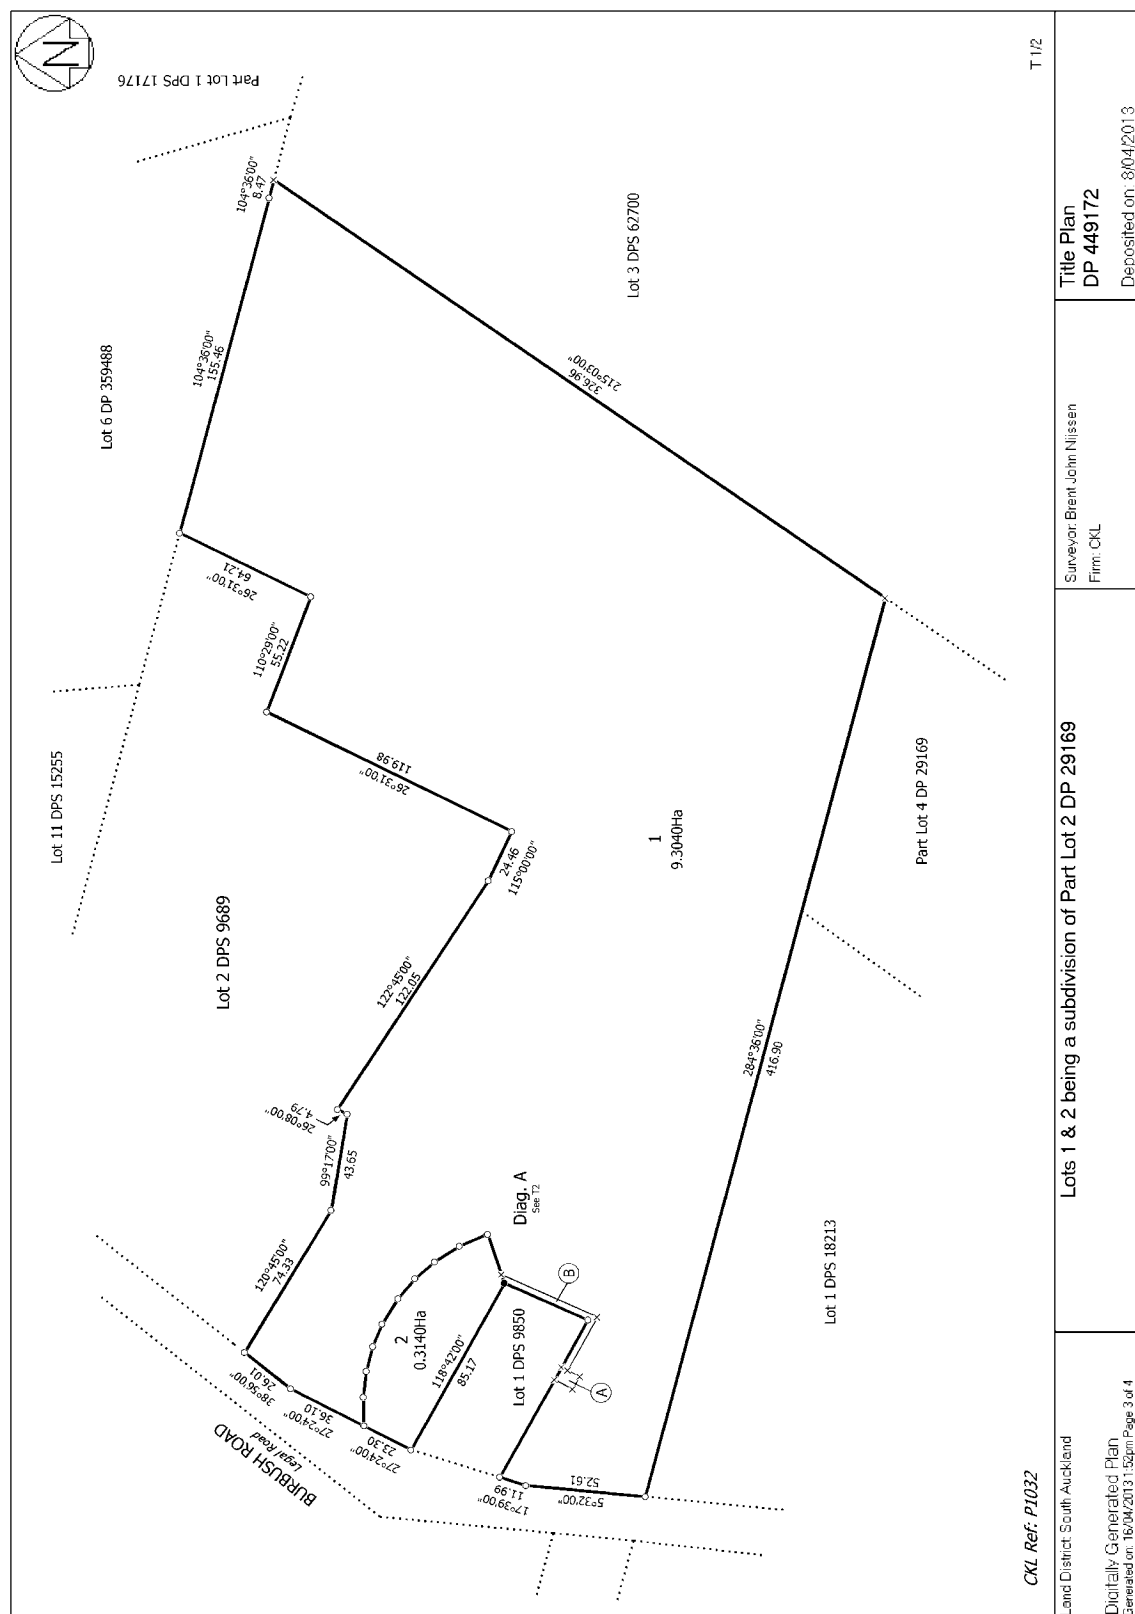 N
Part Lot 1 DPS 17176
T 1/2
Lot 6 DP 359488
104°36'00"
8.47
104°36'00"
155.46
Lot 3 DPS 62700
215°03'00"
326.96
Lot 11 DPS 15255
26°31'00"
64.21
110°29'00"
55.22
Lot 2 DPS 9689
26°31'00"
119.98
115°00'00"
24.46
122°45'00"
122.05
1
9.3040Ha
Part Lot 4 DP 29169
26°08'00"
4.79
99°17'00"
43.65
284°36'00"
416.90
120°45'00"
74.33
Diag. A
See T2
2
0.3140Ha
118°42'00"
85.17
Lot 1 DPS 9850
B
A
Lot 1 DPS 18213
38°56'00"
26.01
27°24'00"
36.10
27°24'00"
23.30
BURBUSH ROAD
Legal Road
17°39'00"
11.99
5°32'00"
52.61
CKL Ref: P1032
Land District: South Auckland
Digitally Generated Plan
Generated on: 16/04/2013 1:52pm Page 3 of 4
Lots 1 & 2 being a subdivision of Part Lot 2 DP 29169
Surveyor: Brent John Nijssen
Firm: CKL
Title Plan
DP 449172
Deposited on: 8/04/2013